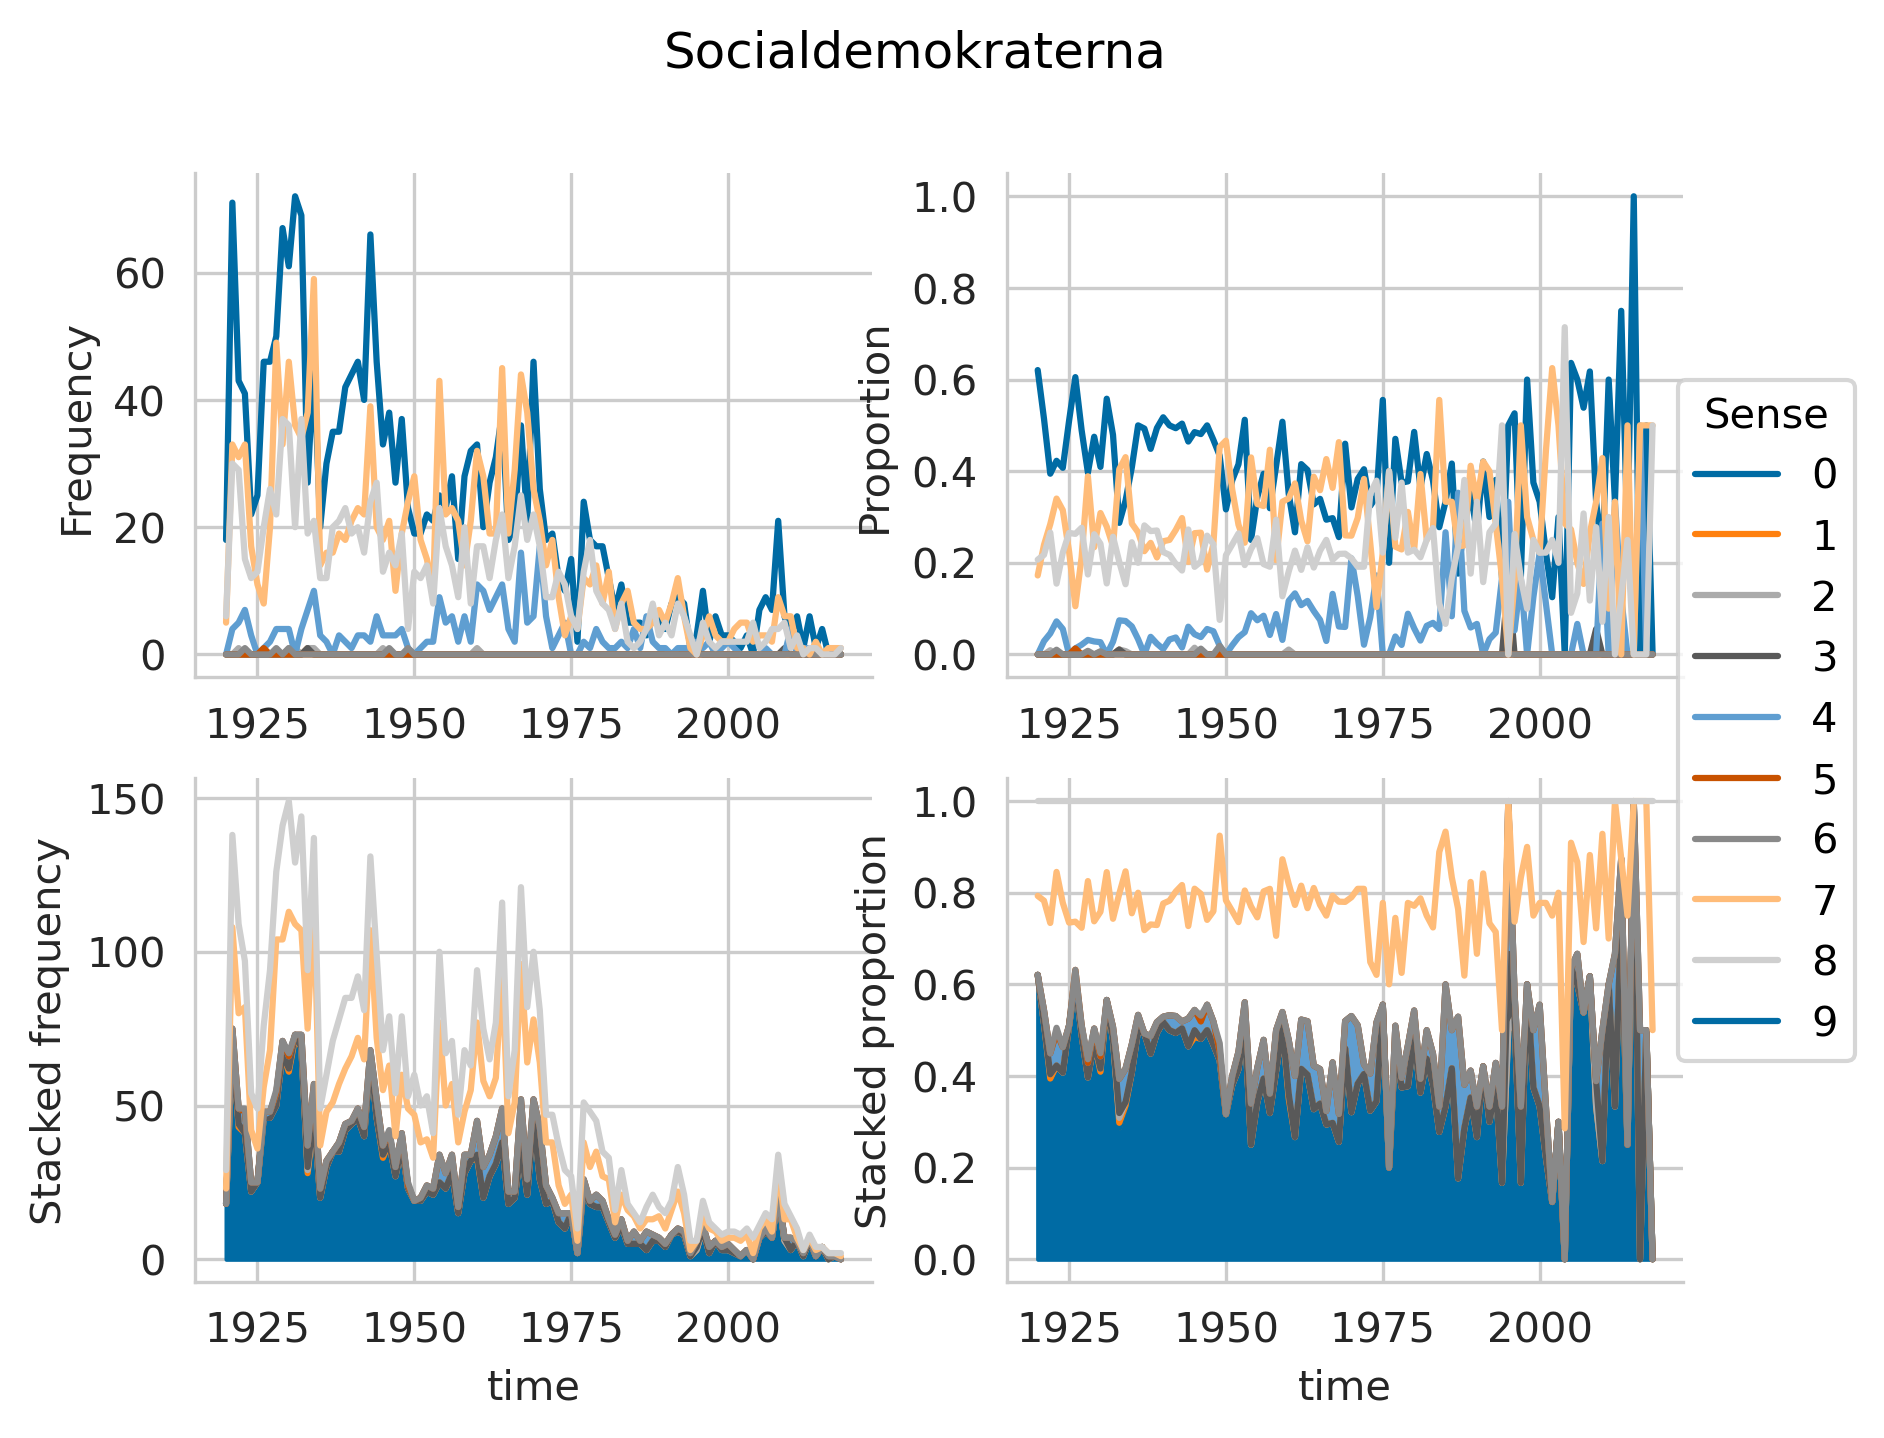 Socialdemokraterna
Frequency
60
40
20
0
1925 1950 1975 2000
Proportion
1.0
0.8
0.6
0.4
0.2
0.0
1925 1950 1975 2000
Stacked frequency
150
100
50
0
1925 1950 1975 2000
time
Stacked proportion
1.0
0.8
0.6
0.4
0.2
0.0
1925 1950 1975 2000
time
Sense
0
1
2
3
4
5
6
7
8
9